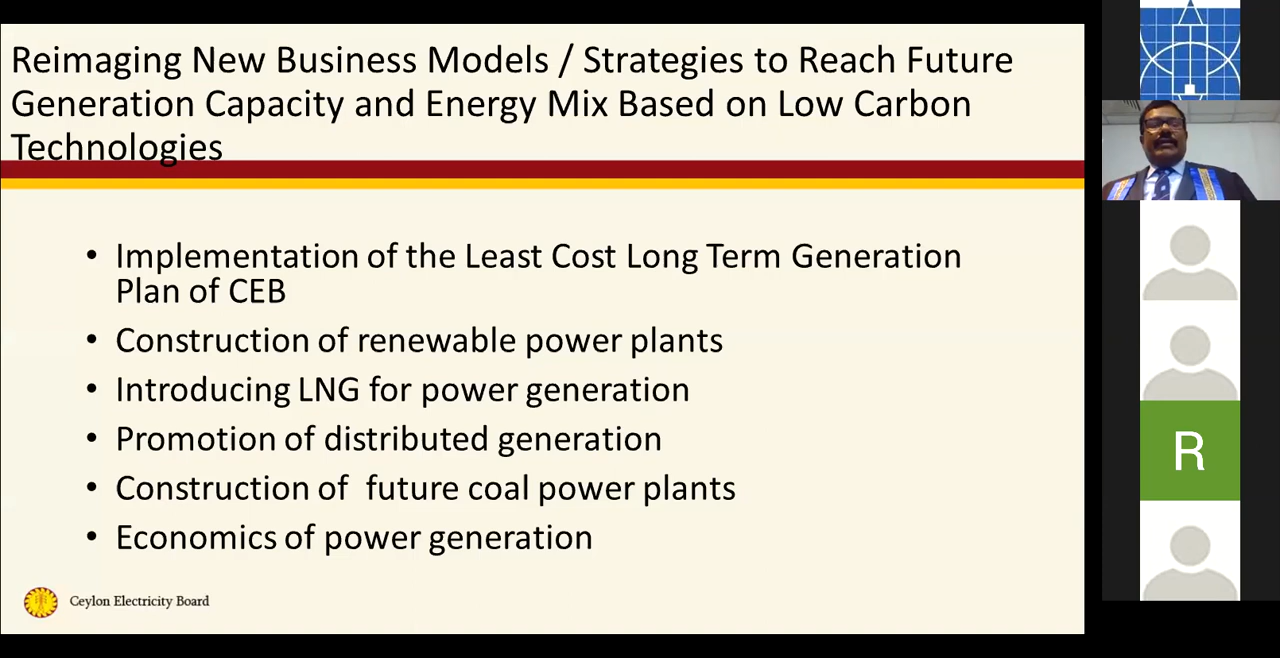 Reimaging New Business Models / Strategies to Reach Future
Generation Capacity and Energy Mix Based on Low Carbon
Technologies
• Implementation of the Least Cost Long Term Generation
Plan of CEB
• Construction of renewable power plants
• Introducing LNG for power generation
• Promotion of distributed generation
• Construction of  future coal power plants
• Economics of power generation
Ceylon Electricity Board
R